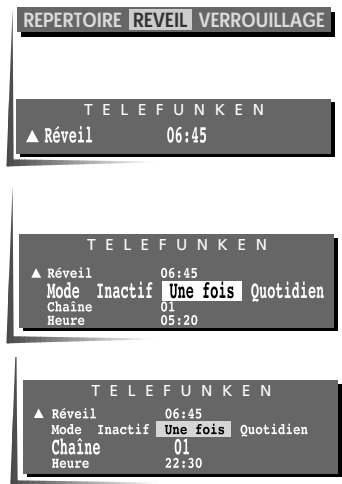 REPERTOIRE REVEIL VERROUILLAGE
TELEFUNKEN
▲ Réveil 06:45
TELEFUNKEN
▲ Réveil 06:45
Mode Inactif Une fois Quotidien
Chaîne 01
Heure 05:20
TELEFUNKEN
▲ Réveil 06:45
Mode Inactif Une fois Quotidien
Chaîne 01
Heure 22:30